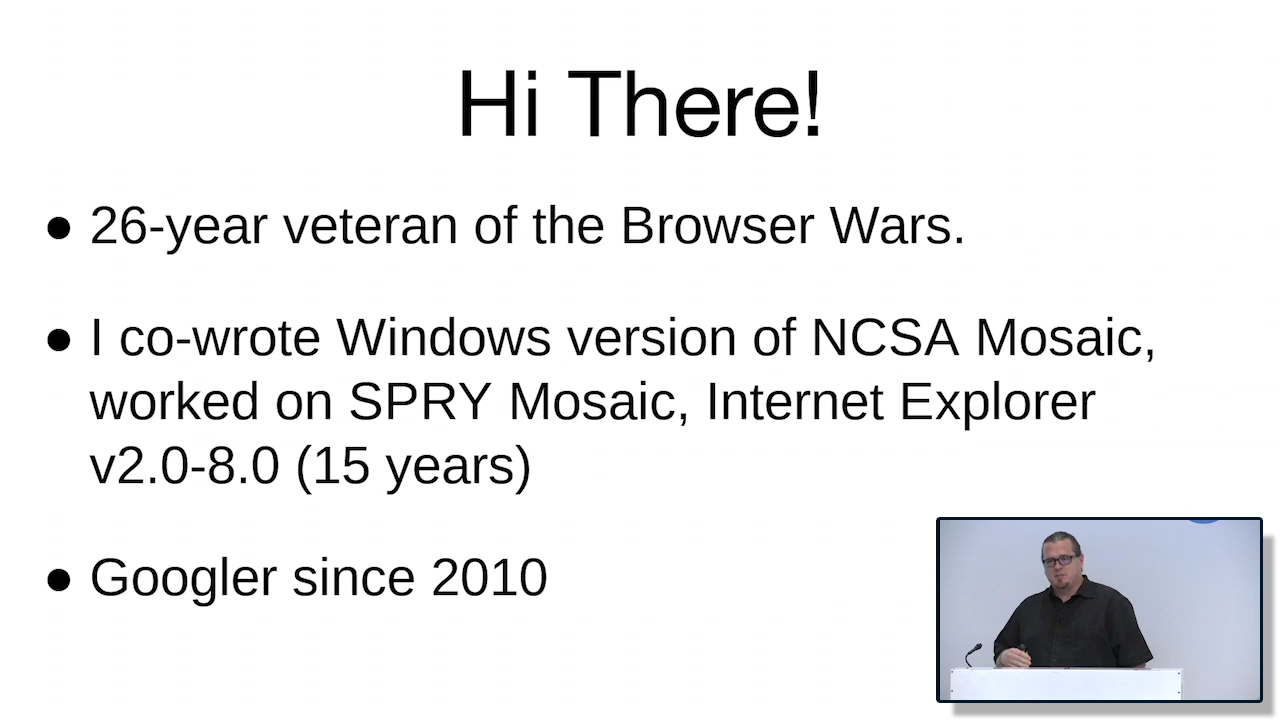 Hi There!
● 26-year veteran of the Browser Wars.
● I co-wrote Windows version of NCSA Mosaic,
worked on SPRY Mosaic, Internet Explorer
v2.0-8.0 (15 years)
● Googler since 2010